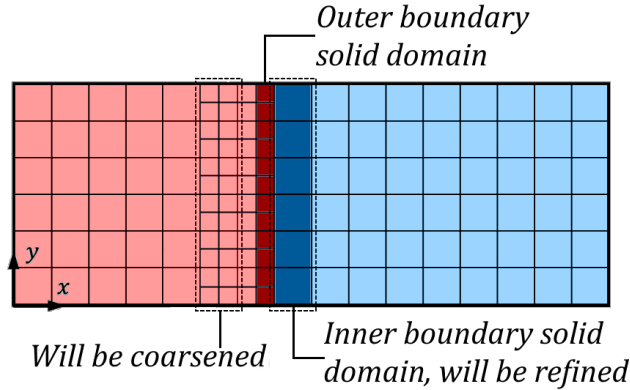 Outer boundary
solid domain
y
x
Will be coarsened
Inner boundary solid
domain, will be refined